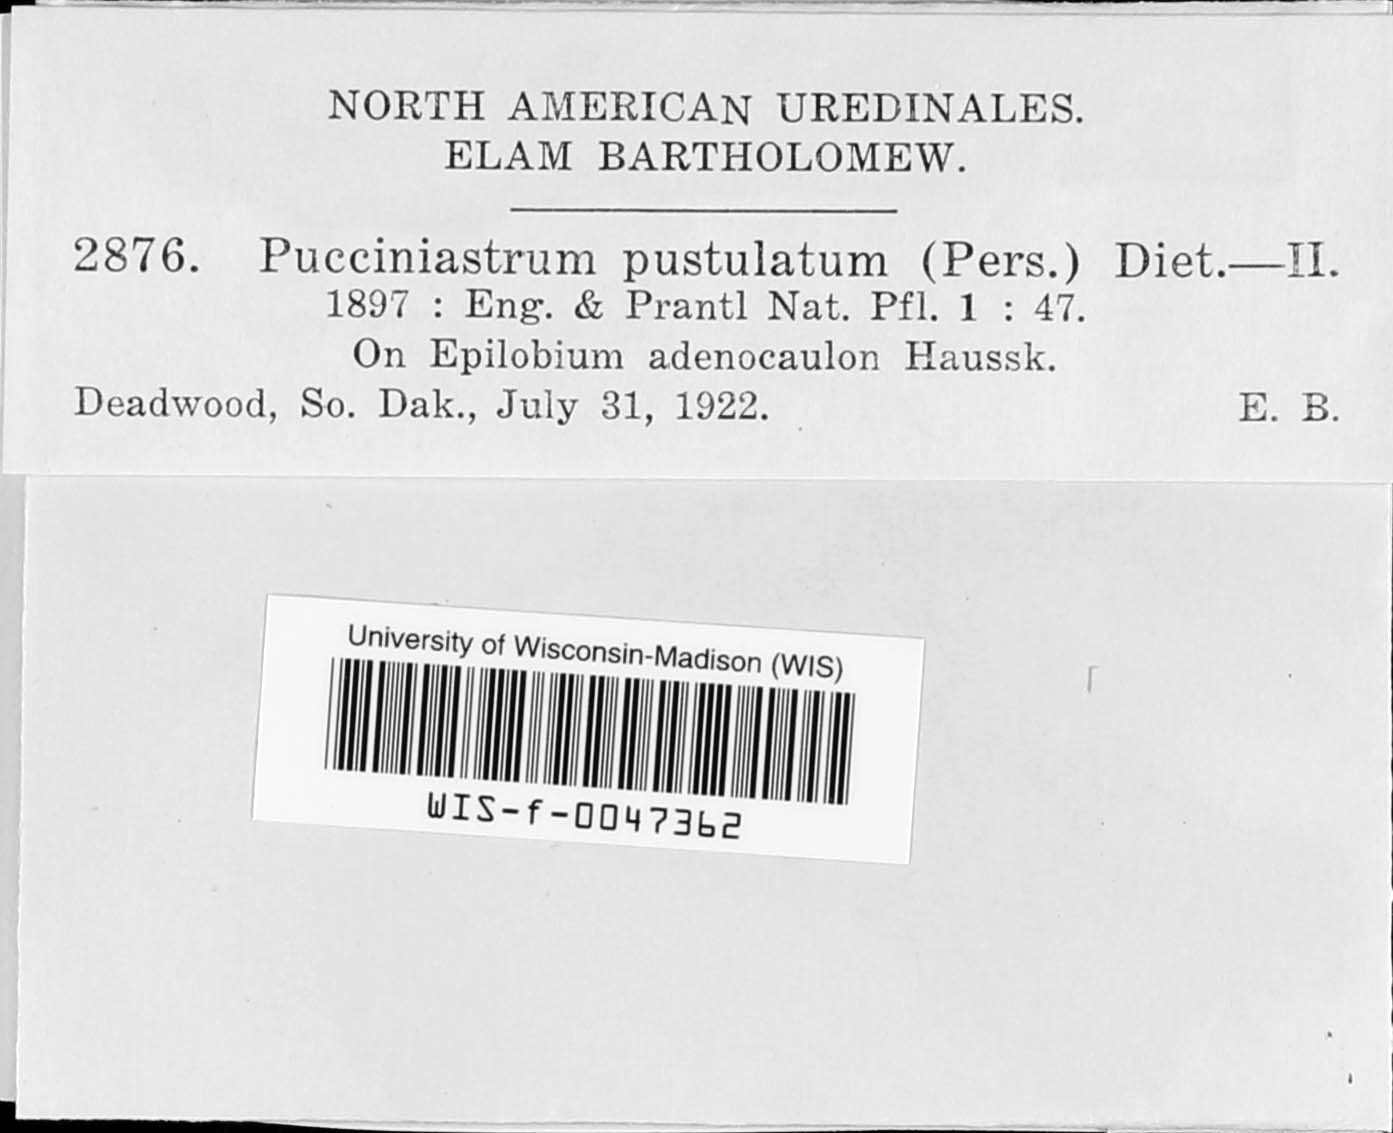 NORTH AMERICAN UREDINALES.
ELAM BARTHOLOMEW.
2876. Pucciniastrum pustulatum (Pers.) Diet.—II.
1897 : Eng. & Prantl Nat. Pfl. 1 : 47.
On Epilobium adenocaulon Haussk.
Deadwood, So. Dak., July 31, 1922. E. B.
University of Wisconsin-Madison (WIS)
WIS-f-0047362